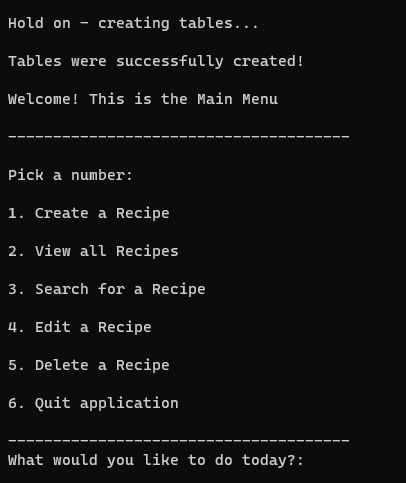 Hold on - creating tables...
Tables were successfully created!
Welcome! This is the Main Menu
--------------------------------------
Pick a number:
1. Create a Recipe
2. View all Recipes
3. Search for a Recipe
4. Edit a Recipe
5. Delete a Recipe
6. Quit application
--------------------------------------
What would you like to do today?: